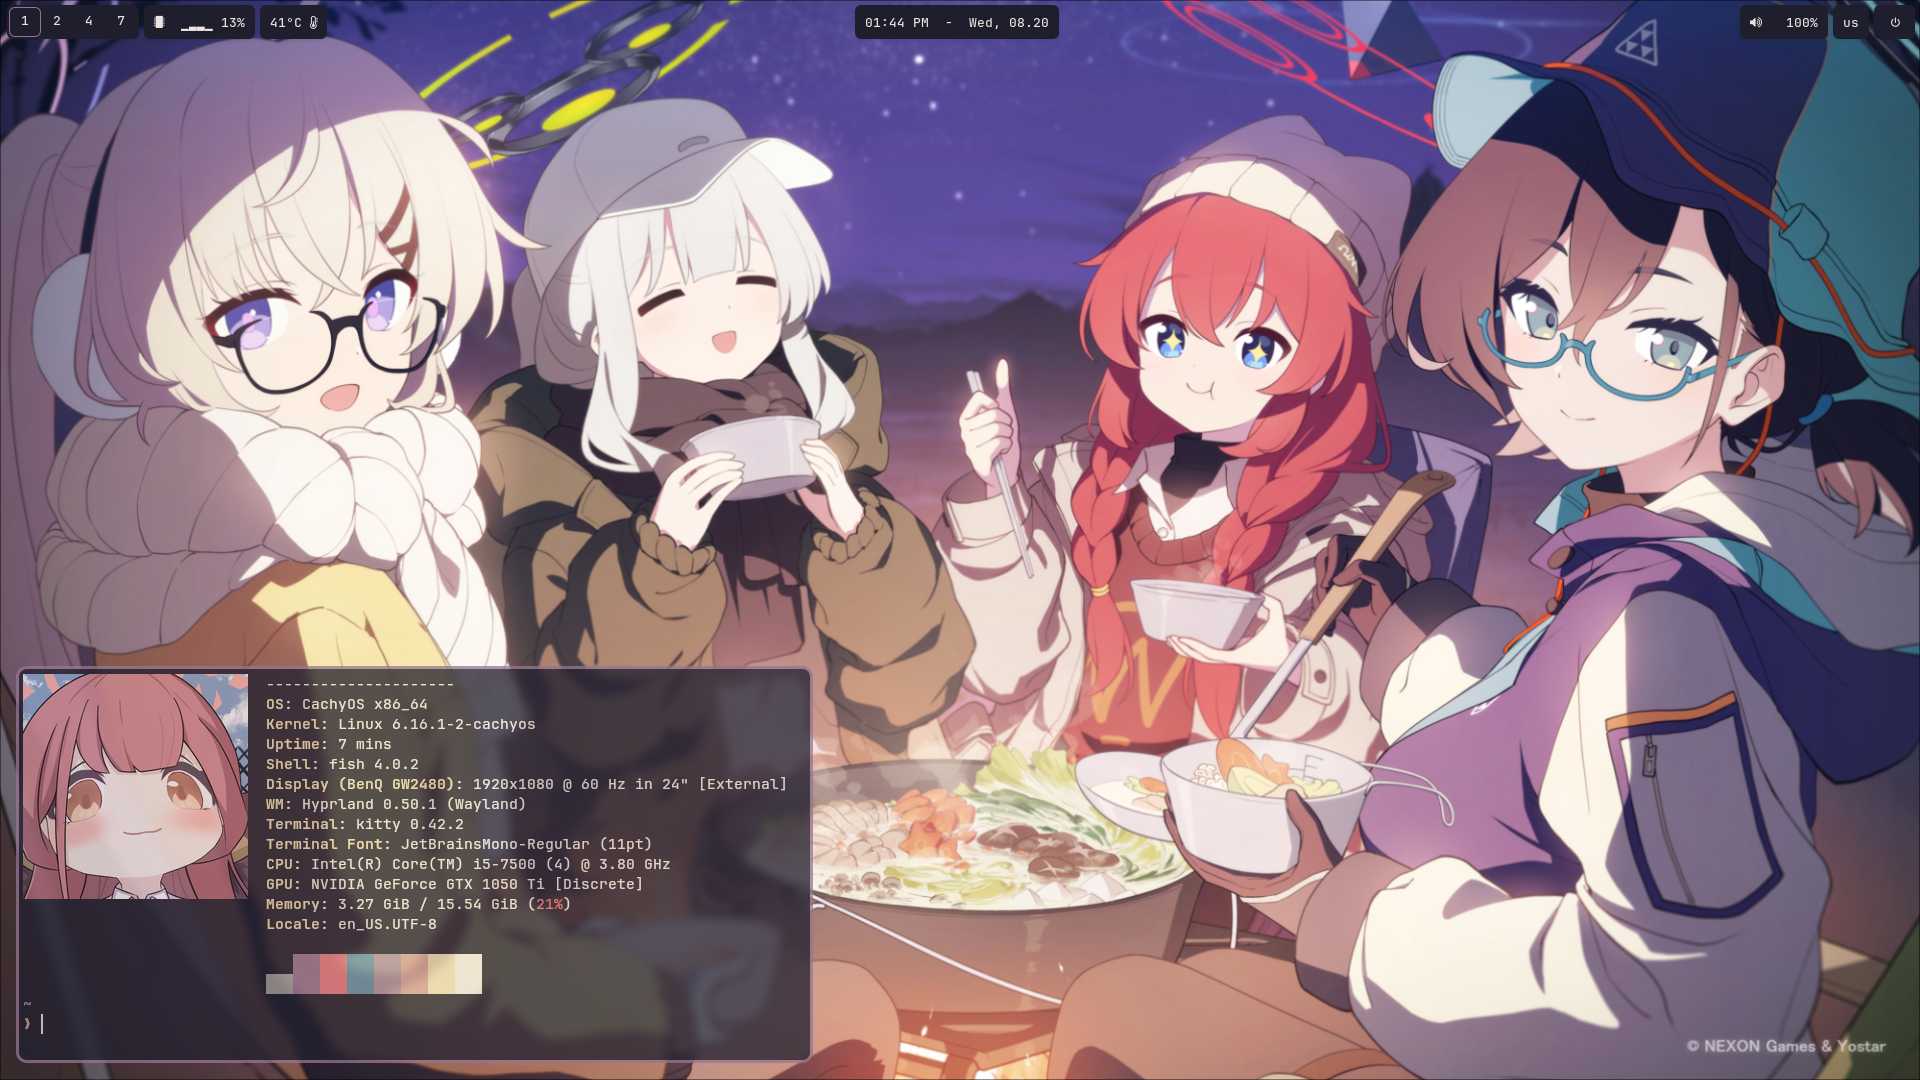 1 2 4 7 13% 41°C
01:44 PM - Wed, 08.20
100% us
---------------------
OS: CachyOS x86_64
Kernel: Linux 6.16.1-2-cachyos
Uptime: 7 mins
Shell: fish 4.0.2
Display (BenQ GW2480): 1920x1080 @ 60 Hz in 24" [External]
WM: Hyprland 0.50.1 (Wayland)
Terminal: kitty 0.42.2
Terminal Font: JetBrainsMono-Regular (11pt)
CPU: Intel(R) Core(TM) i5-7500 (4) @ 3.80 GHz
GPU: NVIDIA GeForce GTX 1050 Ti [Discrete]
Memory: 3.27 GiB / 15.54 GiB (21%)
Locale: en_US.UTF-8
~
❱
© NEXON Games & Yostar